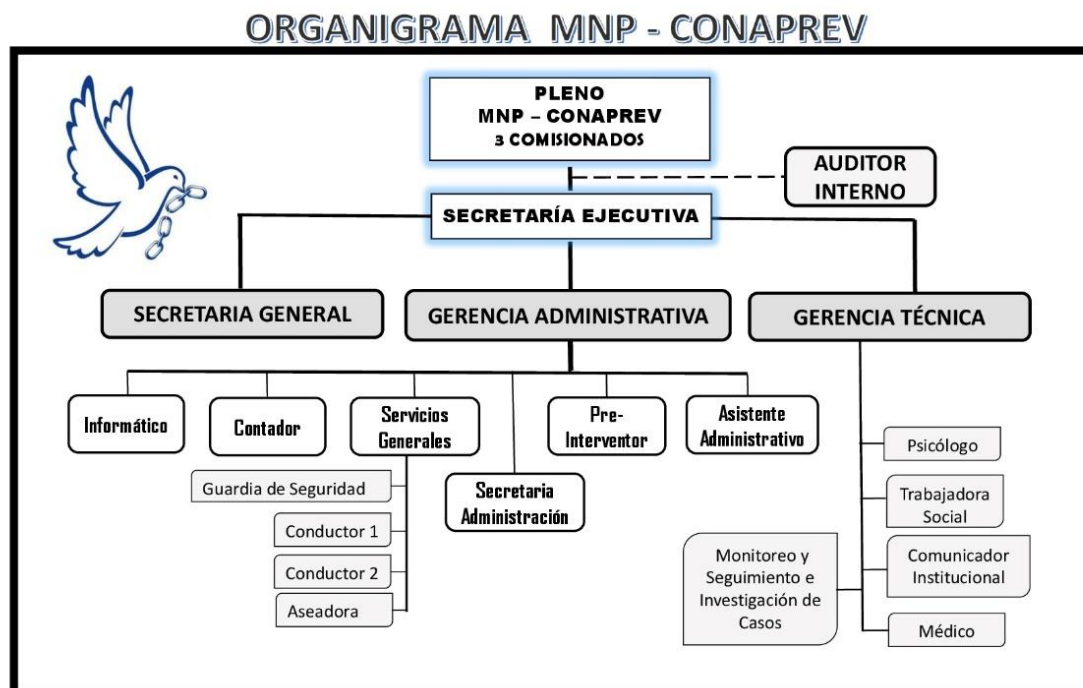 ORGANIGRAMA MNP - CONAPREV
PLENO
MNP – CONAPREV
3 COMISIONADOS
AUDITOR
INTERNO
SECRETARÍA EJECUTIVA
SECRETARIA GENERAL
GERENCIA ADMINISTRATIVA
GERENCIA TÉCNICA
Informático
Contador
Servicios
Generales
Pre-
Interventor
Asistente
Administrativo
Guardia de Seguridad
Conductor 1
Conductor 2
Aseadora
Secretaria
Administración
Psicólogo
Trabajadora
Social
Comunicador
Institucional
Médico
Monitoreo y
Seguimiento e
Investigación de
Casos